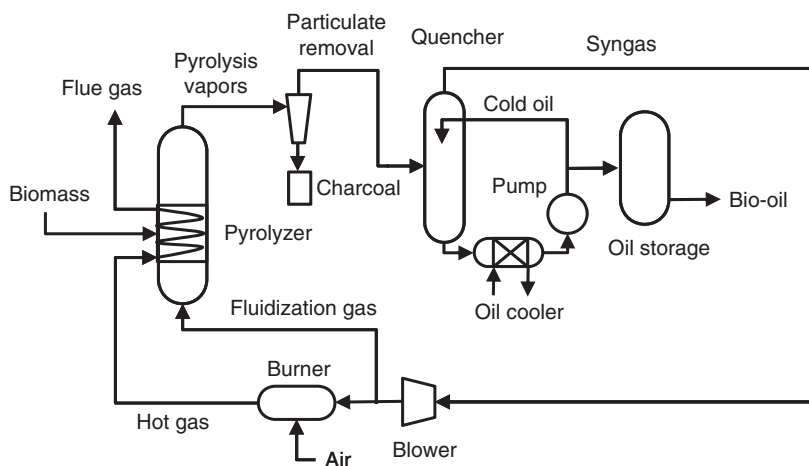 Particulate
removal
Quencher
Syngas
Pyrolysis
vapors
Flue gas
Cold oil
Biomass
Charcoal
Pump
Bio-oil
Pyrolyzer
Oil storage
Fluidization gas
Oil cooler
Burner
Hot gas
Blower
Air